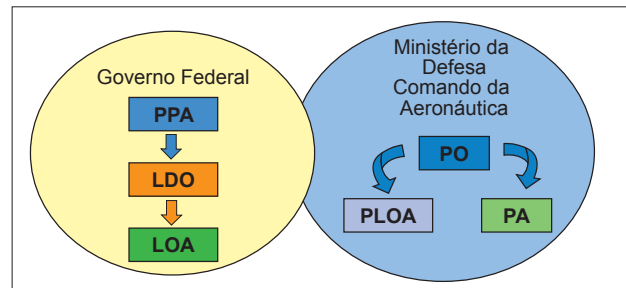 Governo Federal
PPA
LDO
LOA
Ministério da
Defesa
Comando da
Aeronáutica
PO
PLOA
PA